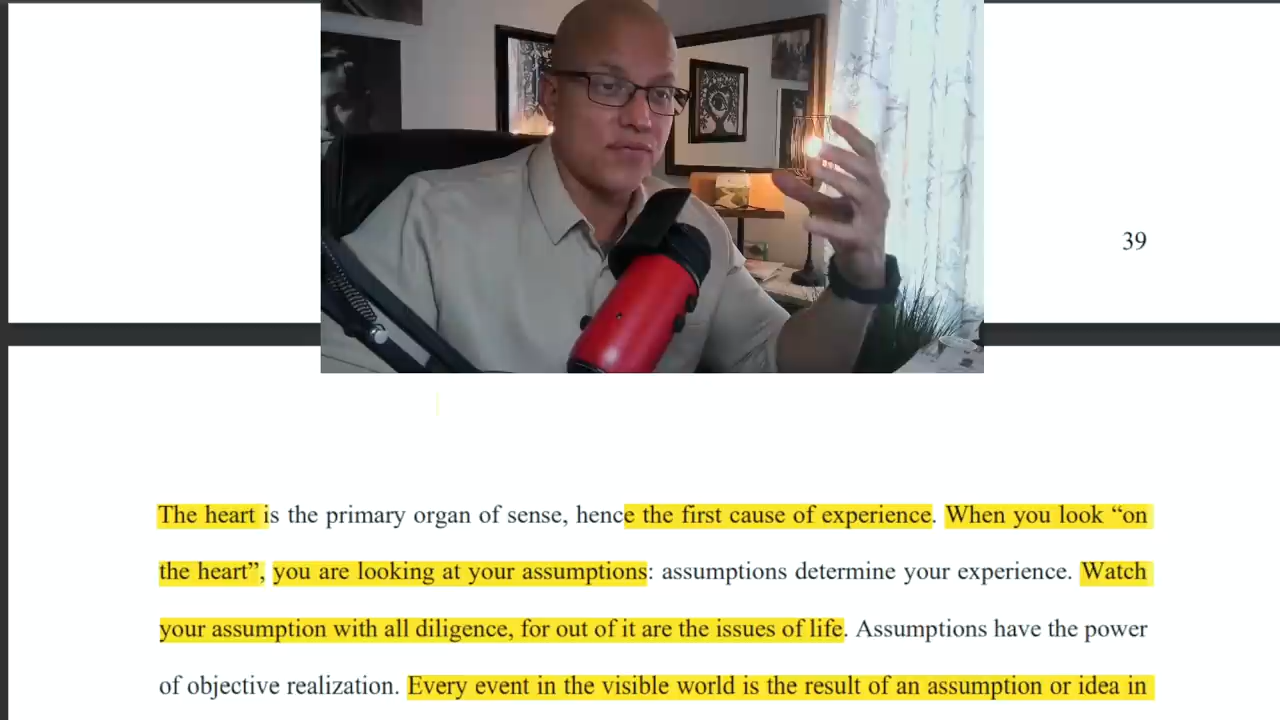 39
The heart is the primary organ of sense, hence the first cause of experience. When you look “on
the heart”, you are looking at your assumptions: assumptions determine your experience. Watch
your assumption with all diligence, for out of it are the issues of life. Assumptions have the power
of objective realization. Every event in the visible world is the result of an assumption or idea in